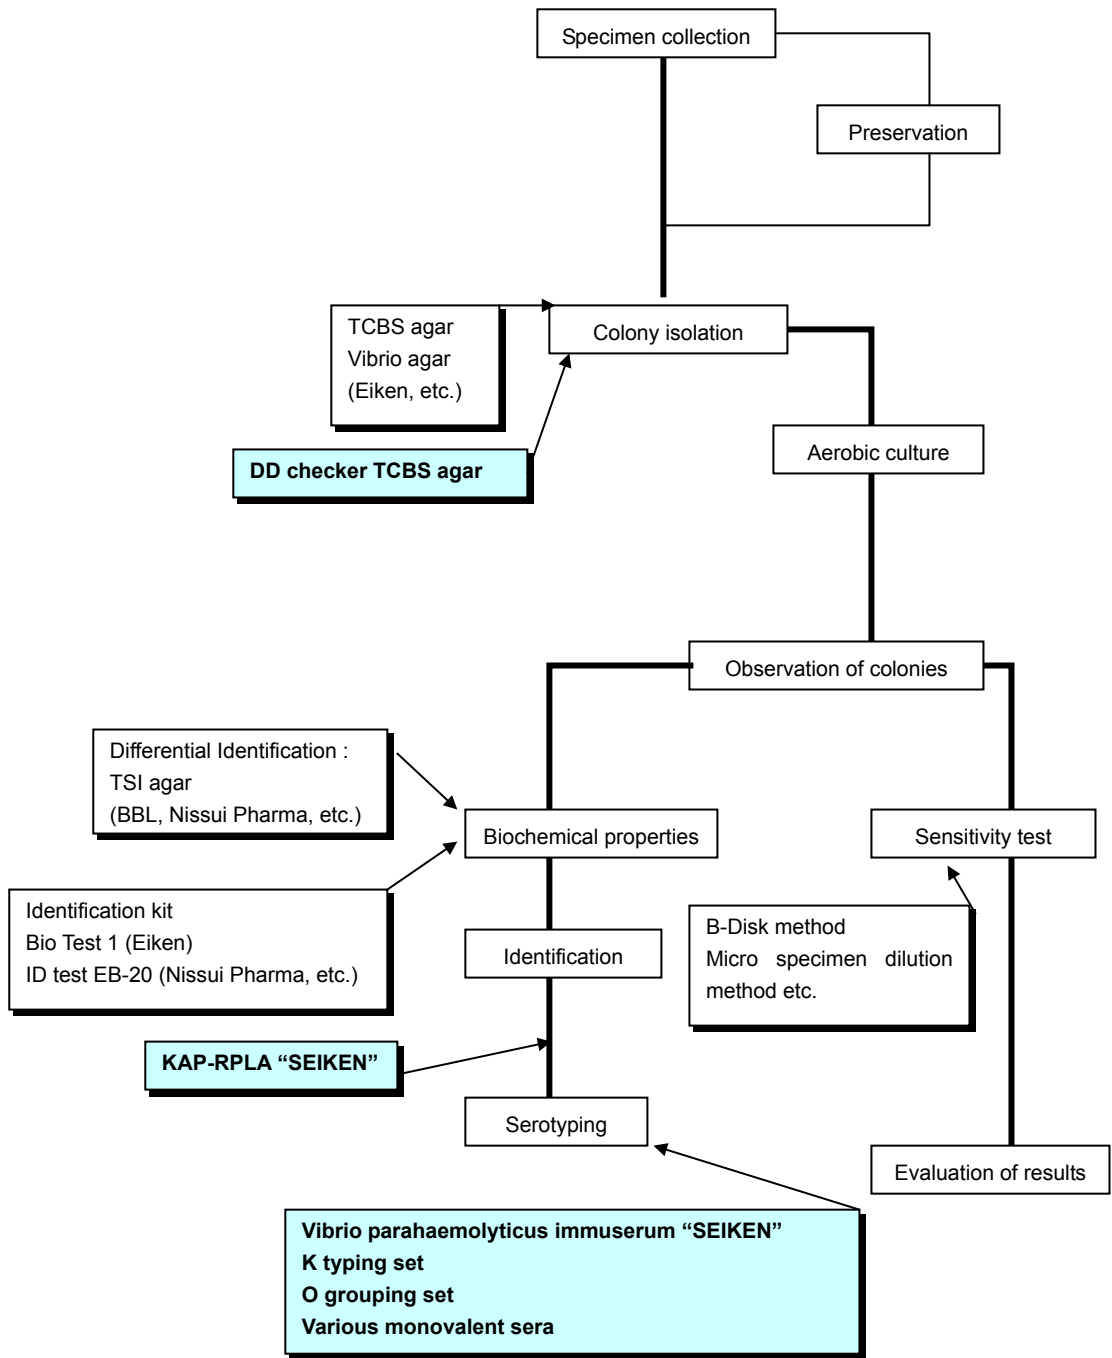 Specimen collection
Preservation
TCBS agar
Vibrio agar
(Eiken, etc.)
Colony isolation
DD checker TCBS agar
Aerobic culture
Observation of colonies
Differential Identification :
TSI agar
(BBL, Nissui Pharma, etc.)
Biochemical properties
Sensitivity test
Identification kit
Bio Test 1 (Eiken)
ID test EB-20 (Nissui Pharma, etc.)
Identification
B-Disk method
Micro specimen dilution
method etc.
KAP-RPLA “SEIKEN”
Serotyping
Evaluation of results
Vibrio parahaemolyticus immuserum “SEIKEN”
K typing set
O grouping set
Various monovalent sera